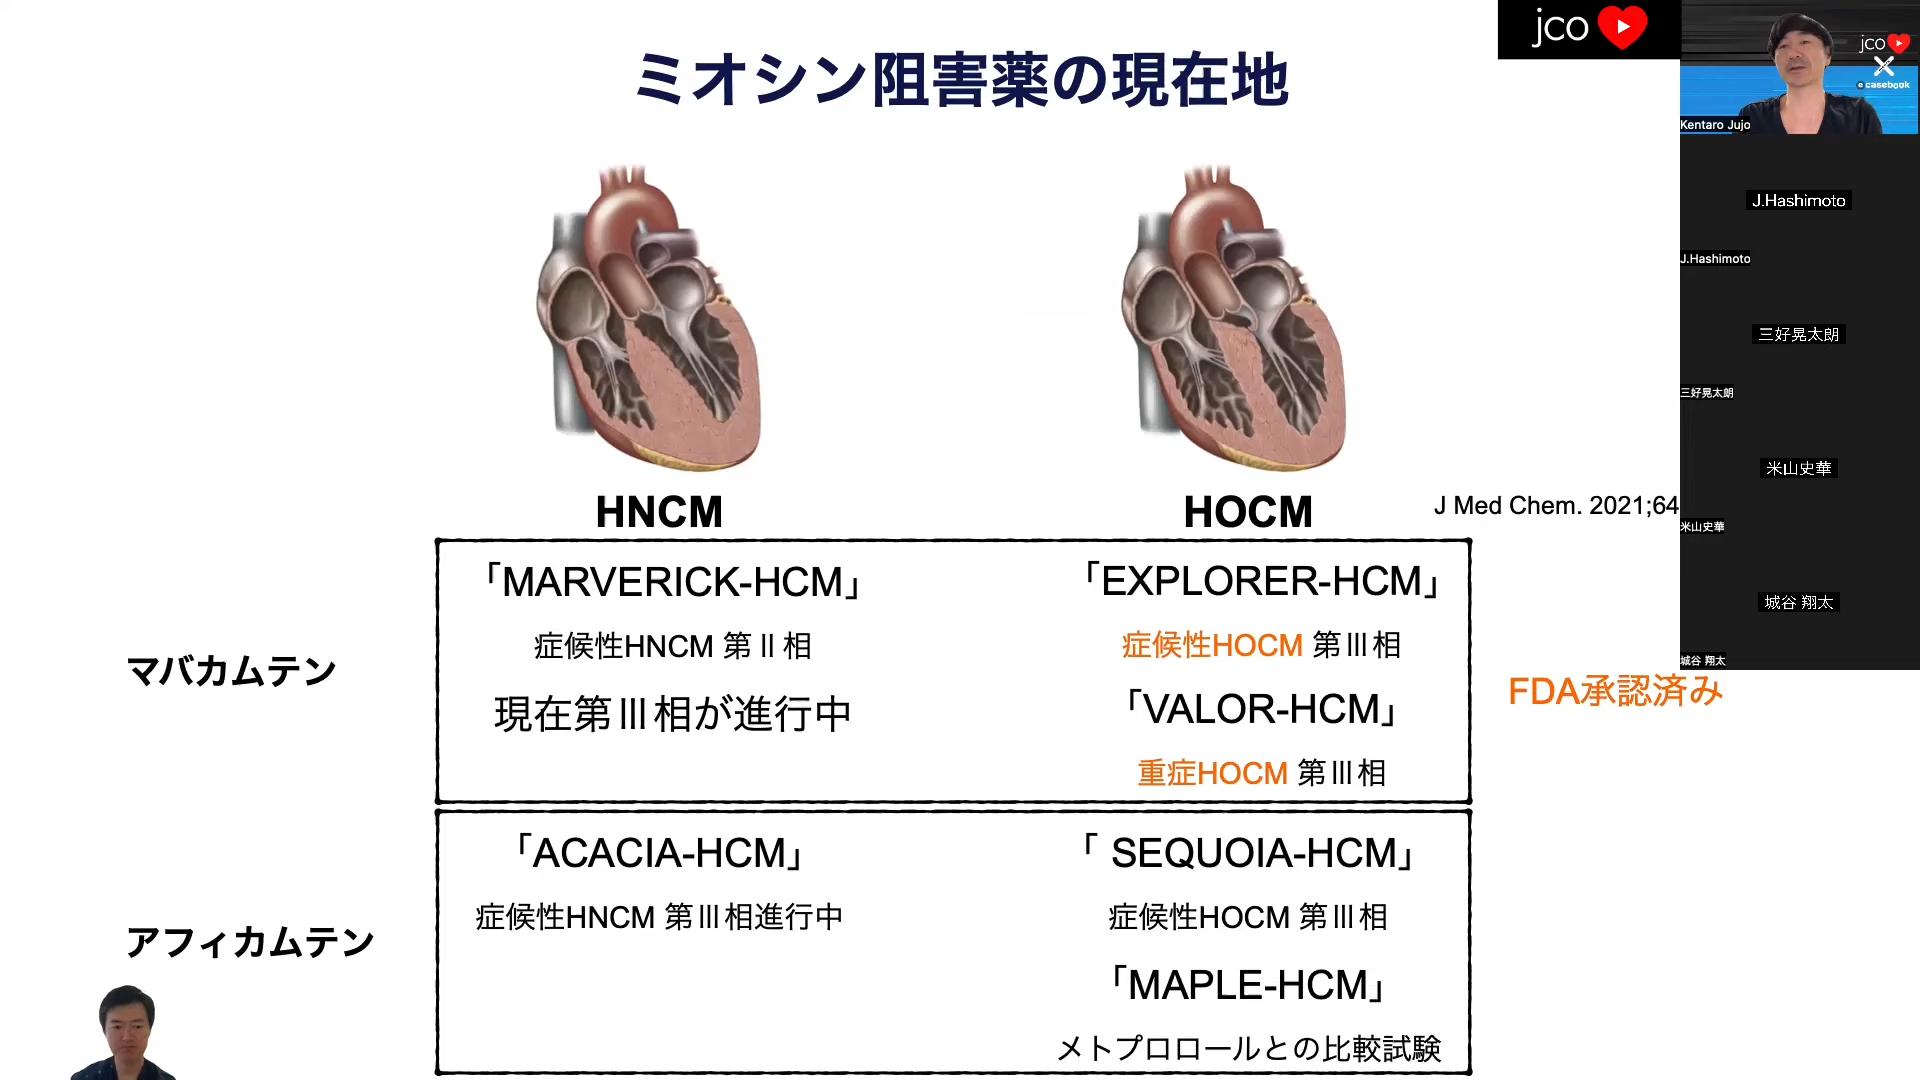 ミオシン阻害薬の現在地
jco
jco
e casebook
Kentaro Jujo
J.Hashimoto
J.Hashimoto
三好晃太朗
三好晃太朗
米山史華
米山史華
城谷 翔太
城谷 翔太
HNCM
HOCM
J Med Chem. 2021;64
マバカムテン
「MARVERICK-HCM」
症候性HNCM 第Ⅱ相
現在第Ⅲ相が進行中
「EXPLORER-HCM」
症候性HOCM 第Ⅲ相
「VALOR-HCM」
重症HOCM 第Ⅲ相
FDA承認済み
アフィカムテン
「ACACIA-HCM」
症候性HNCM 第Ⅲ相進行中
「 SEQUOIA-HCM」
症候性HOCM 第Ⅲ相
「MAPLE-HCM」
メトプロロールとの比較試験